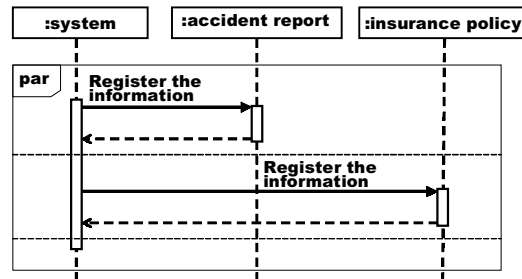 :system
:accident report
:insurance policy
par
Register the
information
Register the
information